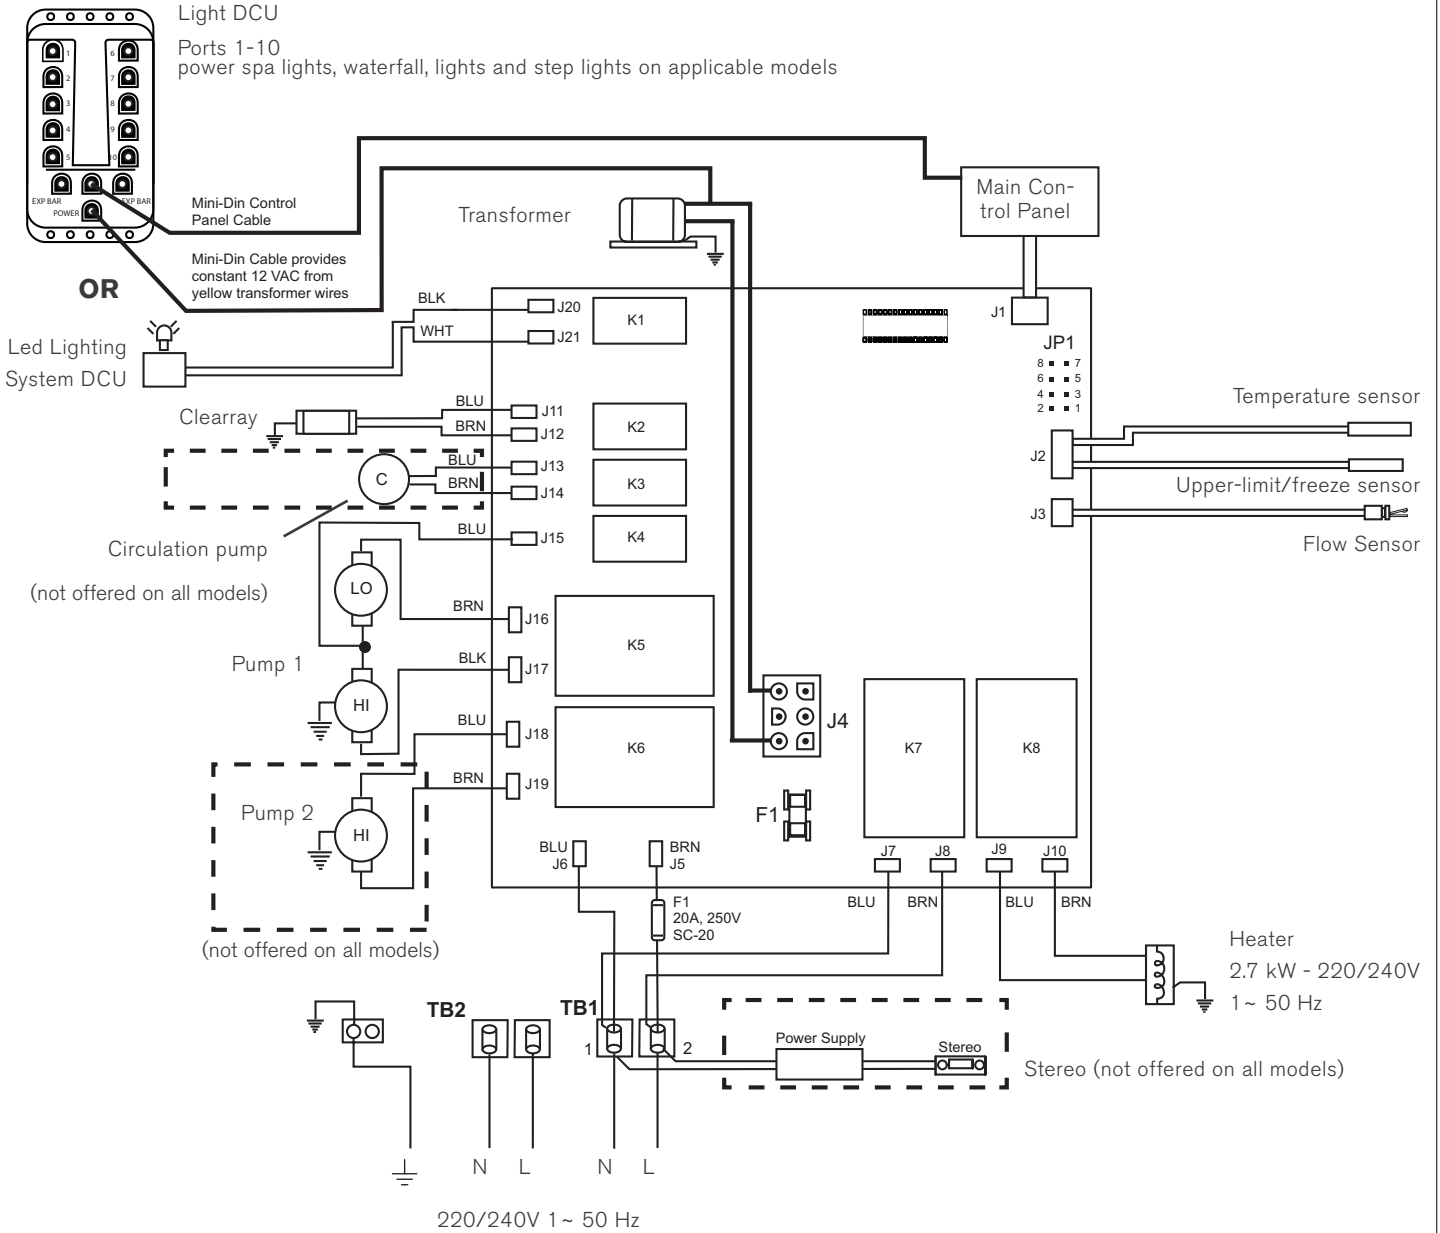 Light DCU
Ports 1-10
power spa lights, waterfall, lights and step lights on applicable models
1
2
3
4
5
6
7
8
9
10
EXP BAR
EXP BAR
POWER
Mini-Din Control
Panel Cable
Mini-Din Cable provides
constant 12 VAC from
yellow transformer wires
OR
Led Lighting
System DCU
Transformer
Main Con-
trol Panel
BLK
WHT
J20
J21
K1
J1
JP1
8 7
6 5
4 3
2 1
Clearray
BLU
BRN
J11
J12
K2
C
BLU
BRN
J13
J14
K3
Circulation pump
(not offered on all models)
BLU
J15
K4
J2
J3
Temperature sensor
Upper-limit/freeze sensor
Flow Sensor
LO
BRN
J16
K5
Pump 1
HI
BLK
J17
BLU
J18
K6
Pump 2
HI
BRN
J19
(not offered on all models)
J4
F1
K7
K8
BLU
J6
BRN
J5
J7
J8
J9
J10
BLU
BRN
BLU
BRN
F1
20A, 250V
SC-20
Heater
2.7 kW - 220/240V
1~ 50 Hz
TB2
TB1
1
2
Power Supply
Stereo
Stereo (not offered on all models)
N
L
N
L
220/240V 1~ 50 Hz